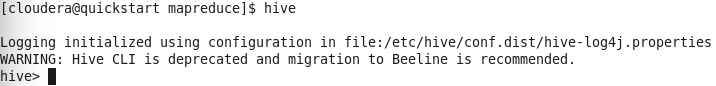 [cloudera@quickstart mapreduce]$ hive
Logging initialized using configuration in file:/etc/hive/conf.dist/hive-log4j.properties
WARNING: Hive CLI is deprecated and migration to Beeline is recommended.
hive>